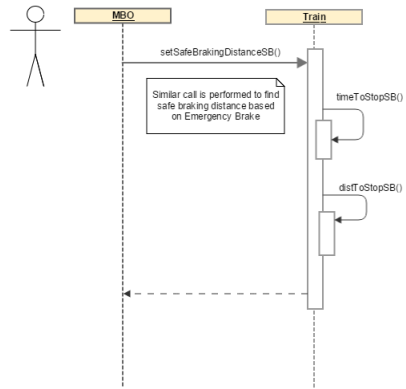 MBO
Train
setSafeBrakingDistanceSB()
Similar call is performed to find
safe braking distance based
on Emergency Brake
timeToStopSB()
distToStopSB()